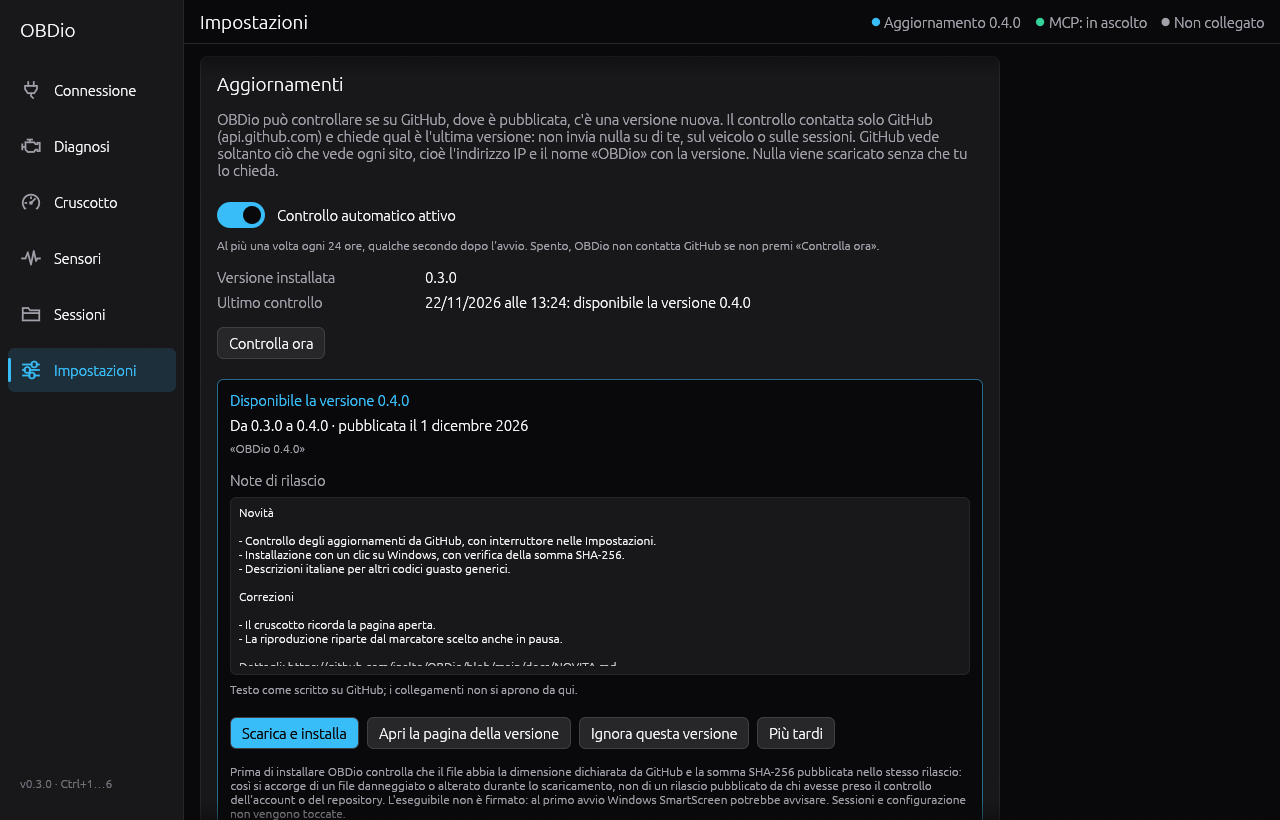 OBDio
Impostazioni
Aggiornamento 0.4.0
MCP: in ascolto
Non collegato
Connessione
Diagnosi
Cruscotto
Sensori
Sessioni
Impostazioni
v0.3.0 · Ctrl+1…6
Aggiornamenti
OBDio può controllare se su GitHub, dove è pubblicata, c'è una versione nuova. Il controllo contatta solo GitHub
(api.github.com) e chiede qual è l'ultima versione: non invia nulla su di te, sul veicolo o sulle sessioni. GitHub vede
soltanto ciò che vede ogni sito, cioè l'indirizzo IP e il nome «OBDio» con la versione. Nulla viene scaricato senza che tu
lo chieda.
Controllo automatico attivo
Al più una volta ogni 24 ore, qualche secondo dopo l'avvio. Spento, OBDio non contatta GitHub se non premi «Controlla ora».
Versione installata 0.3.0
Ultimo controllo 22/11/2026 alle 13:24: disponibile la versione 0.4.0
Controlla ora
Disponibile la versione 0.4.0
Da 0.3.0 a 0.4.0 · pubblicata il 1 dicembre 2026
«OBDio 0.4.0»
Note di rilascio
Novità
- Controllo degli aggiornamenti da GitHub, con interruttore nelle Impostazioni.
- Installazione con un clic su Windows, con verifica della somma SHA-256.
- Descrizioni italiane per altri codici guasto generici.
Correzioni
- Il cruscotto ricorda la pagina aperta.
- La riproduzione riparte dal marcatore scelto anche in pausa.
Testo come scritto su GitHub; i collegamenti non si aprono da qui.
Scarica e installa
Apri la pagina della versione
Ignora questa versione
Più tardi
Prima di installare OBDio controlla che il file abbia la dimensione dichiarata da GitHub e la somma SHA-256 pubblicata nello stesso rilascio:
così si accorge di un file danneggiato o alterato durante lo scaricamento, non di un rilascio pubblicato da chi avesse preso il controllo
dell'account o del repository. L'eseguibile non è firmato: al primo avvio Windows SmartScreen potrebbe avvisare. Sessioni e configurazione
non vengono toccate.